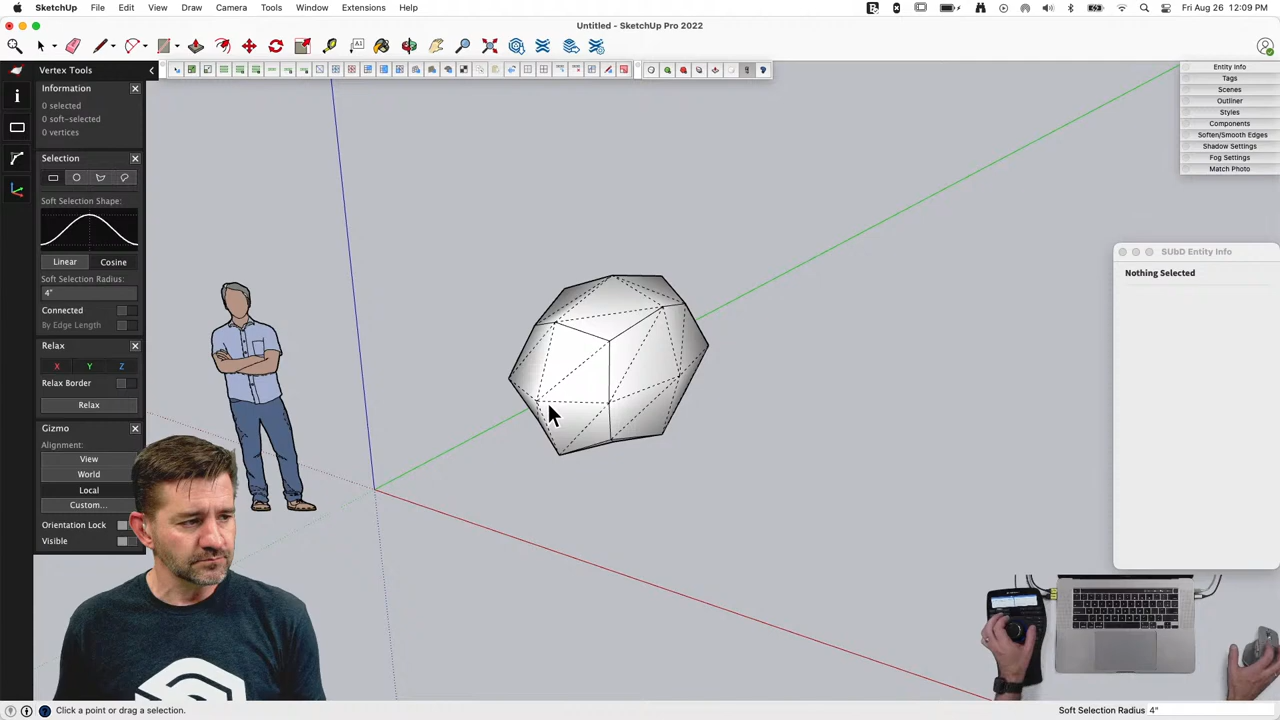 SketchUp File Edit View Draw Camera Tools Window Extensions Help
Fri Aug 26 12:09 PM
Untitled - SketchUp Pro 2022
Vertex Tools
Information
0 selected
0 soft-selected
0 vertices
Selection
Soft Selection Shape:
Linear Cosine
Soft Selection Radius:
4"
Connected
By Edge Length
Relax
X Y Z
Relax Border
Relax
Gizmo
Alignment:
View
World
Local
Custom...
Orientation Lock
Visible
Entity Info
Tags
Scenes
Outliner
Styles
Components
Soften/Smooth Edges
Shadow Settings
Fog Settings
Match Photo
SUbD Entity Info
Nothing Selected
Click a point or drag a selection.
Soft Selection Radius 4"